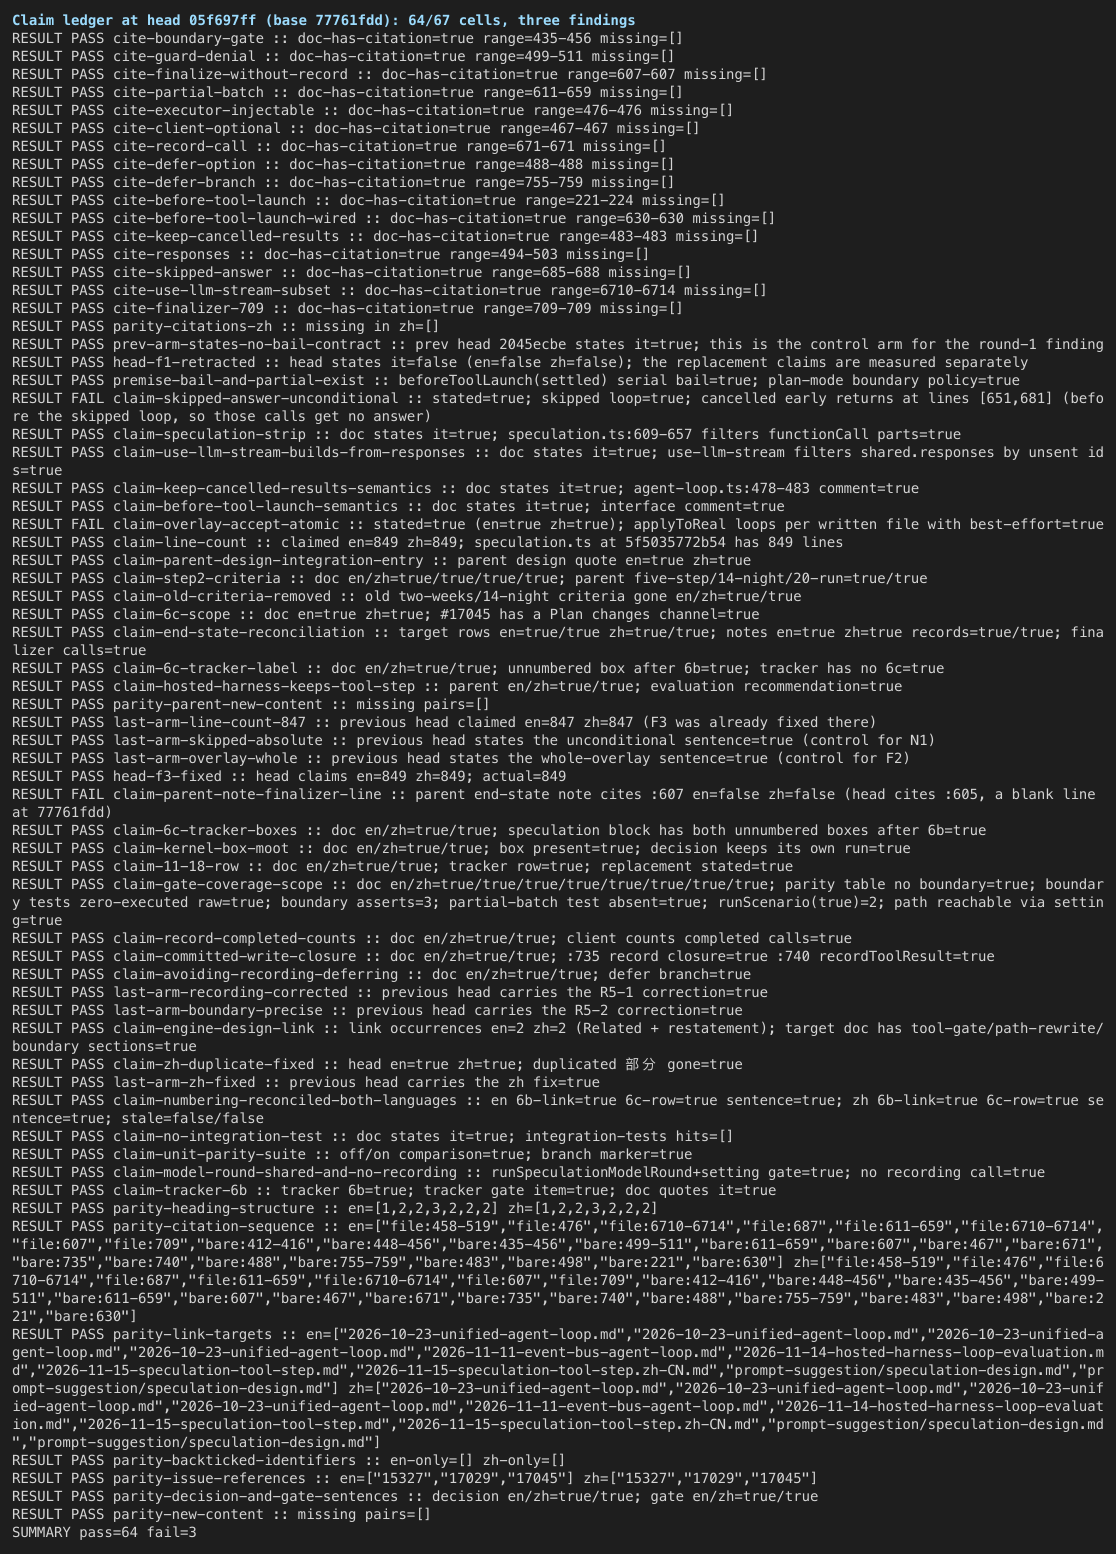 Claim ledger at head 05f697ff (base 77761fdd): 64/67 cells, three findings
RESULT PASS cite-boundary-gate :: doc-has-citation=true range=435-456 missing=[]
RESULT PASS cite-guard-denial :: doc-has-citation=true range=499-511 missing=[]
RESULT PASS cite-finalize-without-record :: doc-has-citation=true range=607-607 missing=[]
RESULT PASS cite-partial-batch :: doc-has-citation=true range=611-659 missing=[]
RESULT PASS cite-executor-injectable :: doc-has-citation=true range=476-476 missing=[]
RESULT PASS cite-client-optional :: doc-has-citation=true range=467-467 missing=[]
RESULT PASS cite-record-call :: doc-has-citation=true range=671-671 missing=[]
RESULT PASS cite-defer-option :: doc-has-citation=true range=488-488 missing=[]
RESULT PASS cite-defer-branch :: doc-has-citation=true range=755-759 missing=[]
RESULT PASS cite-before-tool-launch :: doc-has-citation=true range=221-224 missing=[]
RESULT PASS cite-before-tool-launch-wired :: doc-has-citation=true range=630-630 missing=[]
RESULT PASS cite-keep-cancelled-results :: doc-has-citation=true range=483-483 missing=[]
RESULT PASS cite-responses :: doc-has-citation=true range=494-503 missing=[]
RESULT PASS cite-skipped-answer :: doc-has-citation=true range=685-688 missing=[]
RESULT PASS cite-use-llm-stream-subset :: doc-has-citation=true range=6710-6714 missing=[]
RESULT PASS cite-finalizer-709 :: doc-has-citation=true range=709-709 missing=[]
RESULT PASS parity-citations-zh :: missing in zh=[]
RESULT PASS prev-arm-states-no-bail-contract :: prev head 2045ecbe states it=true; this is the control arm for the round-1 finding
RESULT PASS head-f1-retracted :: head states it=false (en=false zh=false); the replacement claims are measured separately
RESULT PASS premise-bail-and-partial-exist :: beforeToolLaunch(settled) serial bail=true; plan-mode boundary policy=true
RESULT FAIL claim-skipped-answer-unconditional :: stated=true; skipped loop=true; cancelled early returns at lines [651,681] (befo
re the skipped loop, so those calls get no answer)
RESULT PASS claim-speculation-strip :: doc states it=true; speculation.ts:609-657 filters functionCall parts=true
RESULT PASS claim-use-llm-stream-builds-from-responses :: doc states it=true; use-llm-stream filters shared.responses by unsent id
s=true
RESULT PASS claim-keep-cancelled-results-semantics :: doc states it=true; agent-loop.ts:478-483 comment=true
RESULT PASS claim-before-tool-launch-semantics :: doc states it=true; interface comment=true
RESULT FAIL claim-overlay-accept-atomic :: stated=true (en=true zh=true); applyToReal loops per written file with best-effort=true
RESULT PASS claim-line-count :: claimed en=849 zh=849; speculation.ts at 5f5035772b54 has 849 lines
RESULT PASS claim-parent-design-integration-entry :: parent design quote en=true zh=true
RESULT PASS claim-step2-criteria :: doc en/zh=true/true/true/true; parent five-step/14-night/20-run=true/true
RESULT PASS claim-old-criteria-removed :: old two-weeks/14-night criteria gone en/zh=true/true
RESULT PASS claim-6c-scope :: doc en=true zh=true; #17045 has a Plan changes channel=true
RESULT PASS claim-end-state-reconciliation :: target rows en=true/true zh=true/true; notes en=true zh=true records=true/true; fina
lizer calls=true
RESULT PASS claim-6c-tracker-label :: doc en/zh=true/true; unnumbered box after 6b=true; tracker has no 6c=true
RESULT PASS claim-hosted-harness-keeps-tool-step :: parent en/zh=true/true; evaluation recommendation=true
RESULT PASS parity-parent-new-content :: missing pairs=[]
RESULT PASS last-arm-line-count-847 :: previous head claimed en=847 zh=847 (F3 was already fixed there)
RESULT PASS last-arm-skipped-absolute :: previous head states the unconditional sentence=true (control for N1)
RESULT PASS last-arm-overlay-whole :: previous head states the whole-overlay sentence=true (control for F2)
RESULT PASS head-f3-fixed :: head claims en=849 zh=849; actual=849
RESULT FAIL claim-parent-note-finalizer-line :: parent end-state note cites :607 en=false zh=false (head cites :605, a blank line
at 77761fdd)
RESULT PASS claim-6c-tracker-boxes :: doc en/zh=true/true; speculation block has both unnumbered boxes after 6b=true
RESULT PASS claim-kernel-box-moot :: doc en/zh=true/true; box present=true; decision keeps its own run=true
RESULT PASS claim-11-18-row :: doc en/zh=true/true; tracker row=true; replacement stated=true
RESULT PASS claim-gate-coverage-scope :: doc en/zh=true/true/true/true/true/true/true/true; parity table no boundary=true; boundar
y tests zero-executed raw=true; boundary asserts=3; partial-batch test absent=true; runScenario(true)=2; path reachable via settin
g=true
RESULT PASS claim-record-completed-counts :: doc en/zh=true/true; client counts completed calls=true
RESULT PASS claim-committed-write-closure :: doc en/zh=true/true; :735 record closure=true :740 recordToolResult=true
RESULT PASS claim-avoiding-recording-deferring :: doc en/zh=true/true; defer branch=true
RESULT PASS last-arm-recording-corrected :: previous head carries the R5-1 correction=true
RESULT PASS last-arm-boundary-precise :: previous head carries the R5-2 correction=true
RESULT PASS claim-engine-design-link :: link occurrences en=2 zh=2 (Related + restatement); target doc has tool-gate/path-rewrite/
boundary sections=true
RESULT PASS claim-zh-duplicate-fixed :: head en=true zh=true; duplicated 部分 gone=true
RESULT PASS last-arm-zh-fixed :: previous head carries the zh fix=true
RESULT PASS claim-numbering-reconciled-both-languages :: en 6b-link=true 6c-row=true sentence=true; zh 6b-link=true 6c-row=true se
ntence=true; stale=false/false
RESULT PASS claim-no-integration-test :: doc states it=true; integration-tests hits=[]
RESULT PASS claim-unit-parity-suite :: off/on comparison=true; branch marker=true
RESULT PASS claim-model-round-shared-and-no-recording :: runSpeculationModelRound+setting gate=true; no recording call=true
RESULT PASS claim-tracker-6b :: tracker 6b=true; tracker gate item=true; doc quotes it=true
RESULT PASS parity-heading-structure :: en=[1,2,2,3,2,2,2] zh=[1,2,2,3,2,2,2]
RESULT PASS parity-citation-sequence :: en=["file:458-519","file:476","file:6710-6714","file:687","file:611-659","file:6710-6714",
"file:607","file:709","bare:412-416","bare:448-456","bare:435-456","bare:499-511","bare:611-659","bare:607","bare:467","bare:671",
"bare:735","bare:740","bare:488","bare:755-759","bare:483","bare:498","bare:221","bare:630"] zh=["file:458-519","file:476","file:6
710-6714","file:687","file:611-659","file:6710-6714","file:607","file:709","bare:412-416","bare:448-456","bare:435-456","bare:499-
511","bare:611-659","bare:607","bare:467","bare:671","bare:735","bare:740","bare:488","bare:755-759","bare:483","bare:498","bare:2
21","bare:630"]
RESULT PASS parity-link-targets :: en=["2026-10-23-unified-agent-loop.md","2026-10-23-unified-agent-loop.md","2026-10-23-unified-a
gent-loop.md","2026-10-23-unified-agent-loop.md","2026-11-11-event-bus-agent-loop.md","2026-11-14-hosted-harness-loop-evaluation.m
d","2026-11-15-speculation-tool-step.md","2026-11-15-speculation-tool-step.zh-CN.md","prompt-suggestion/speculation-design.md","pr
ompt-suggestion/speculation-design.md"] zh=["2026-10-23-unified-agent-loop.md","2026-10-23-unified-agent-loop.md","2026-10-23-unif
ied-agent-loop.md","2026-10-23-unified-agent-loop.md","2026-11-11-event-bus-agent-loop.md","2026-11-14-hosted-harness-loop-evaluat
ion.md","2026-11-15-speculation-tool-step.md","2026-11-15-speculation-tool-step.zh-CN.md","prompt-suggestion/speculation-design.md
","prompt-suggestion/speculation-design.md"]
RESULT PASS parity-backticked-identifiers :: en-only=[] zh-only=[]
RESULT PASS parity-issue-references :: en=["15327","17029","17045"] zh=["15327","17029","17045"]
RESULT PASS parity-decision-and-gate-sentences :: decision en/zh=true/true; gate en/zh=true/true
RESULT PASS parity-new-content :: missing pairs=[]
SUMMARY pass=64 fail=3